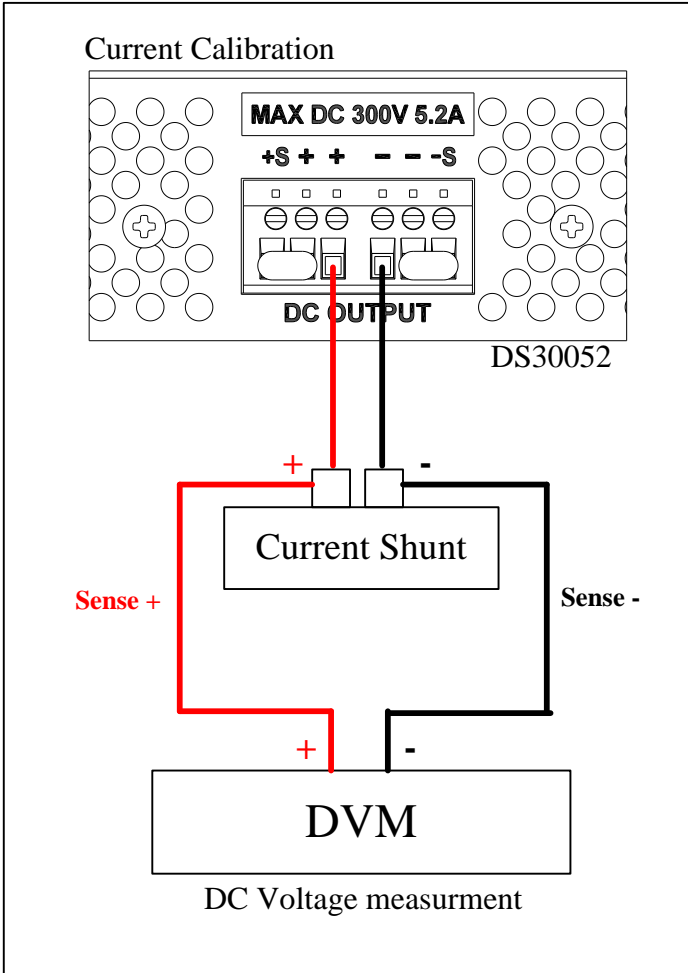 Current Calibration
MAX DC 300V 5.2A
+S + + - - -S
DC OUTPUT
DS30052
+ -
Current Shunt
Sense +
Sense -
+ -
DVM
DC Voltage measurment